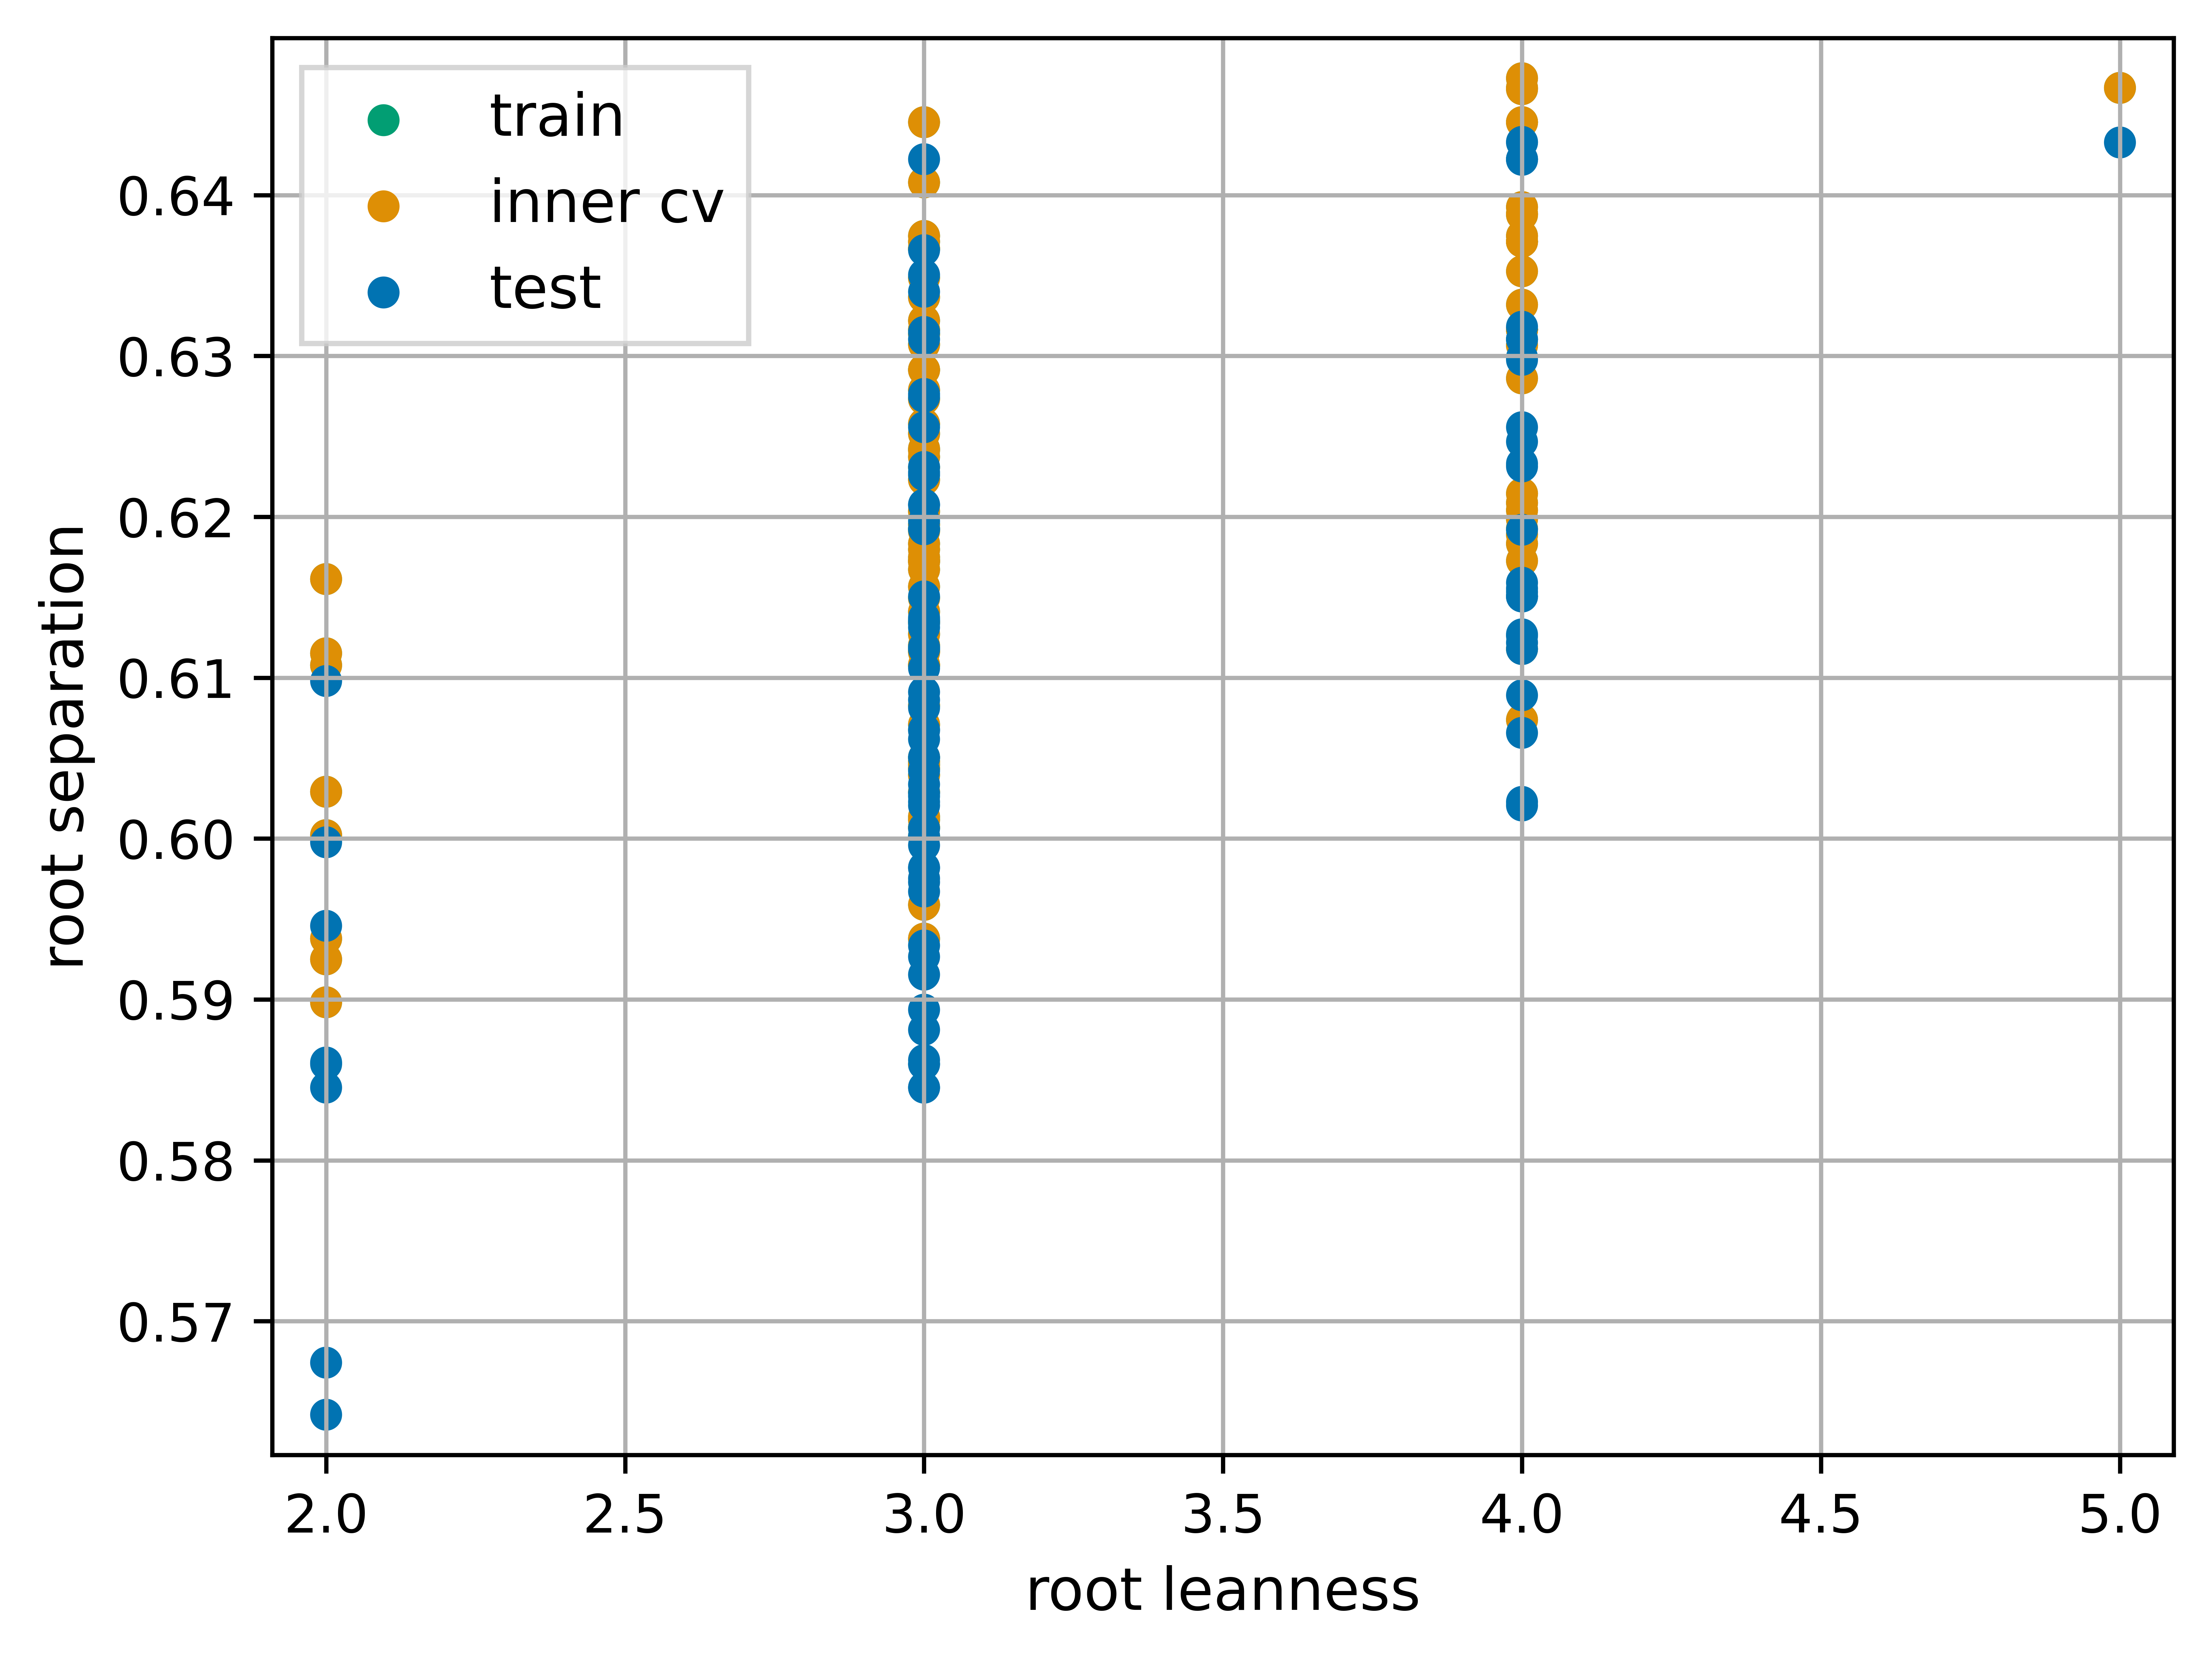 train
inner cv
test
0.64
0.63
0.62
0.61
0.60
0.59
0.58
0.57
root separation
2.0 2.5 3.0 3.5 4.0 4.5 5.0
root leanness